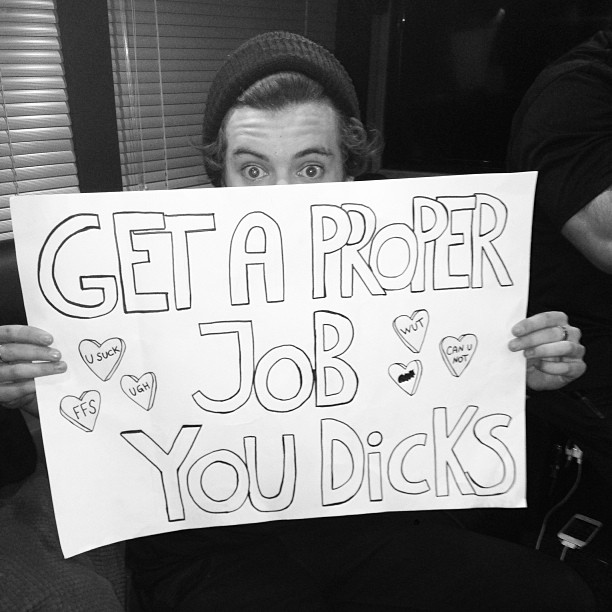 GET A PROPER
JOB
YOU DiCKS
U SUCK
UGH
FFS
WUT
CAN U
NOT